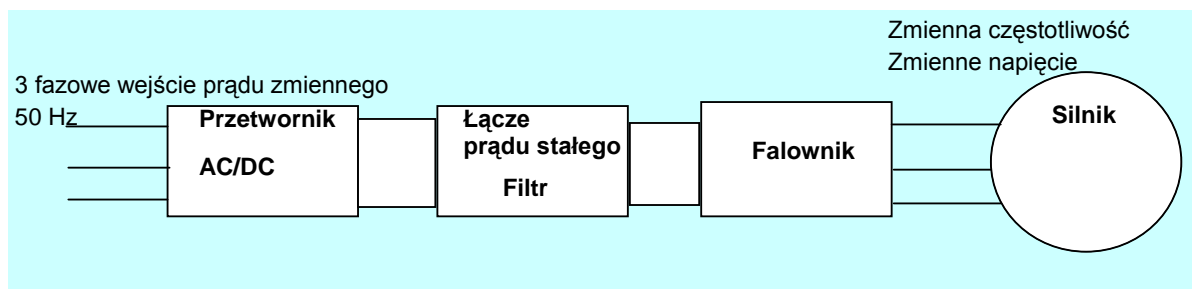 Zmienna częstotliwość
Zmienne napięcie
3 fazowe wejście prądu zmiennego
50 Hz
Przetwornik
AC/DC
Łącze
prądu stałego
Filtr
Falownik
Silnik